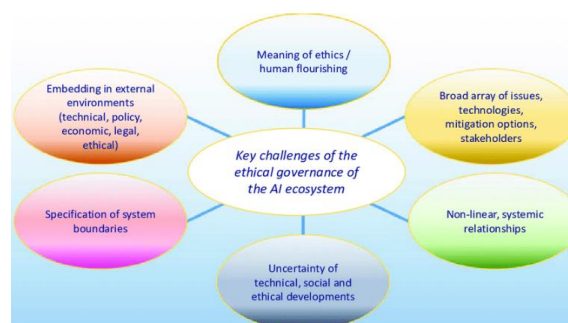 Meaning of ethics /
human flourishing
Embedding in external
environments
(technical, policy,
economic, legal,
ethical)
Broad array of issues,
technologies,
mitigation options,
stakeholders
Key challenges of the
ethical governance of
the AI ecosystem
Specification of system
boundaries
Non-linear, systemic
relationships
Uncertainty of
technical, social and
ethical developments